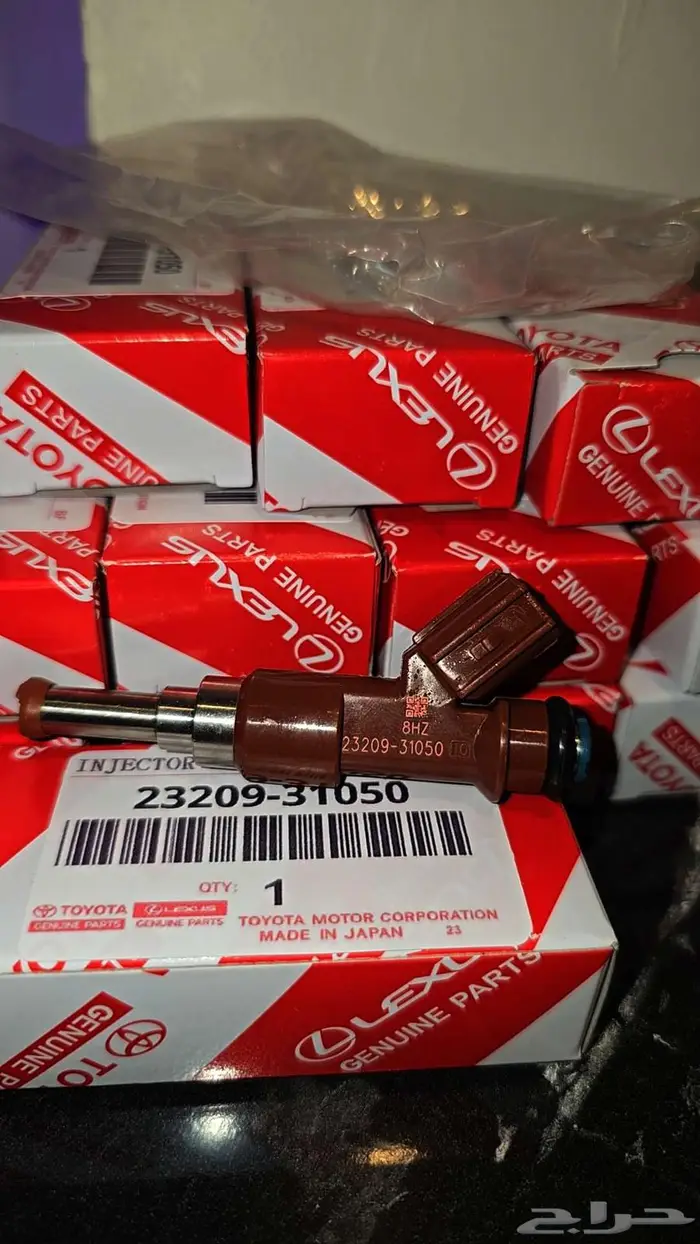 LEXUS
GENUINE PARTS
LEXUS
GENUINE PARTS
TOYOTA
LEXUS
GENUINE
LEXUS
GENUINE PARTS
GENUINE PARTS
8HZ
23209-31050
INJECTOR
23209-31050
QTY: 1
TOYOTA
GENUINE PARTS
LEXUS
GENUINE PARTS
TOYOTA MOTOR CORPORATION
MADE IN JAPAN 23
LEXUS
GENUINE PARTS
GENUINE PARTS
TOYOTA
حراج